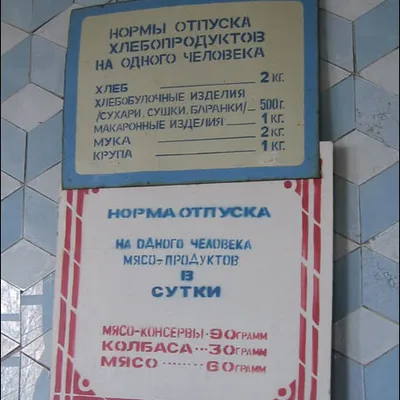 НОРМЫ ОТПУСКА
ХЛЕБОПРОДУКТОВ
НА ОДНОГО ЧЕЛОВЕКА
ХЛЕБ 2 КГ.
ХЛЕБОБУЛОЧНЫЕ ИЗДЕЛИЯ
/СУХАРИ, СУШКИ, БАРАНКИ/ 500 Г.
МАКАРОННЫЕ ИЗДЕЛИЯ 1 КГ.
МУКА 2 КГ.
КРУПА 1 КГ.
НОРМА ОТПУСКА
НА ОДНОГО ЧЕЛОВЕКА
МЯСО-ПРОДУКТОВ
В
СУТКИ
МЯСО-КОНСЕРВЫ·90 ГРАММ
КОЛБАСА···30 ГРАММ
МЯСО ········ 60 ГРАММ